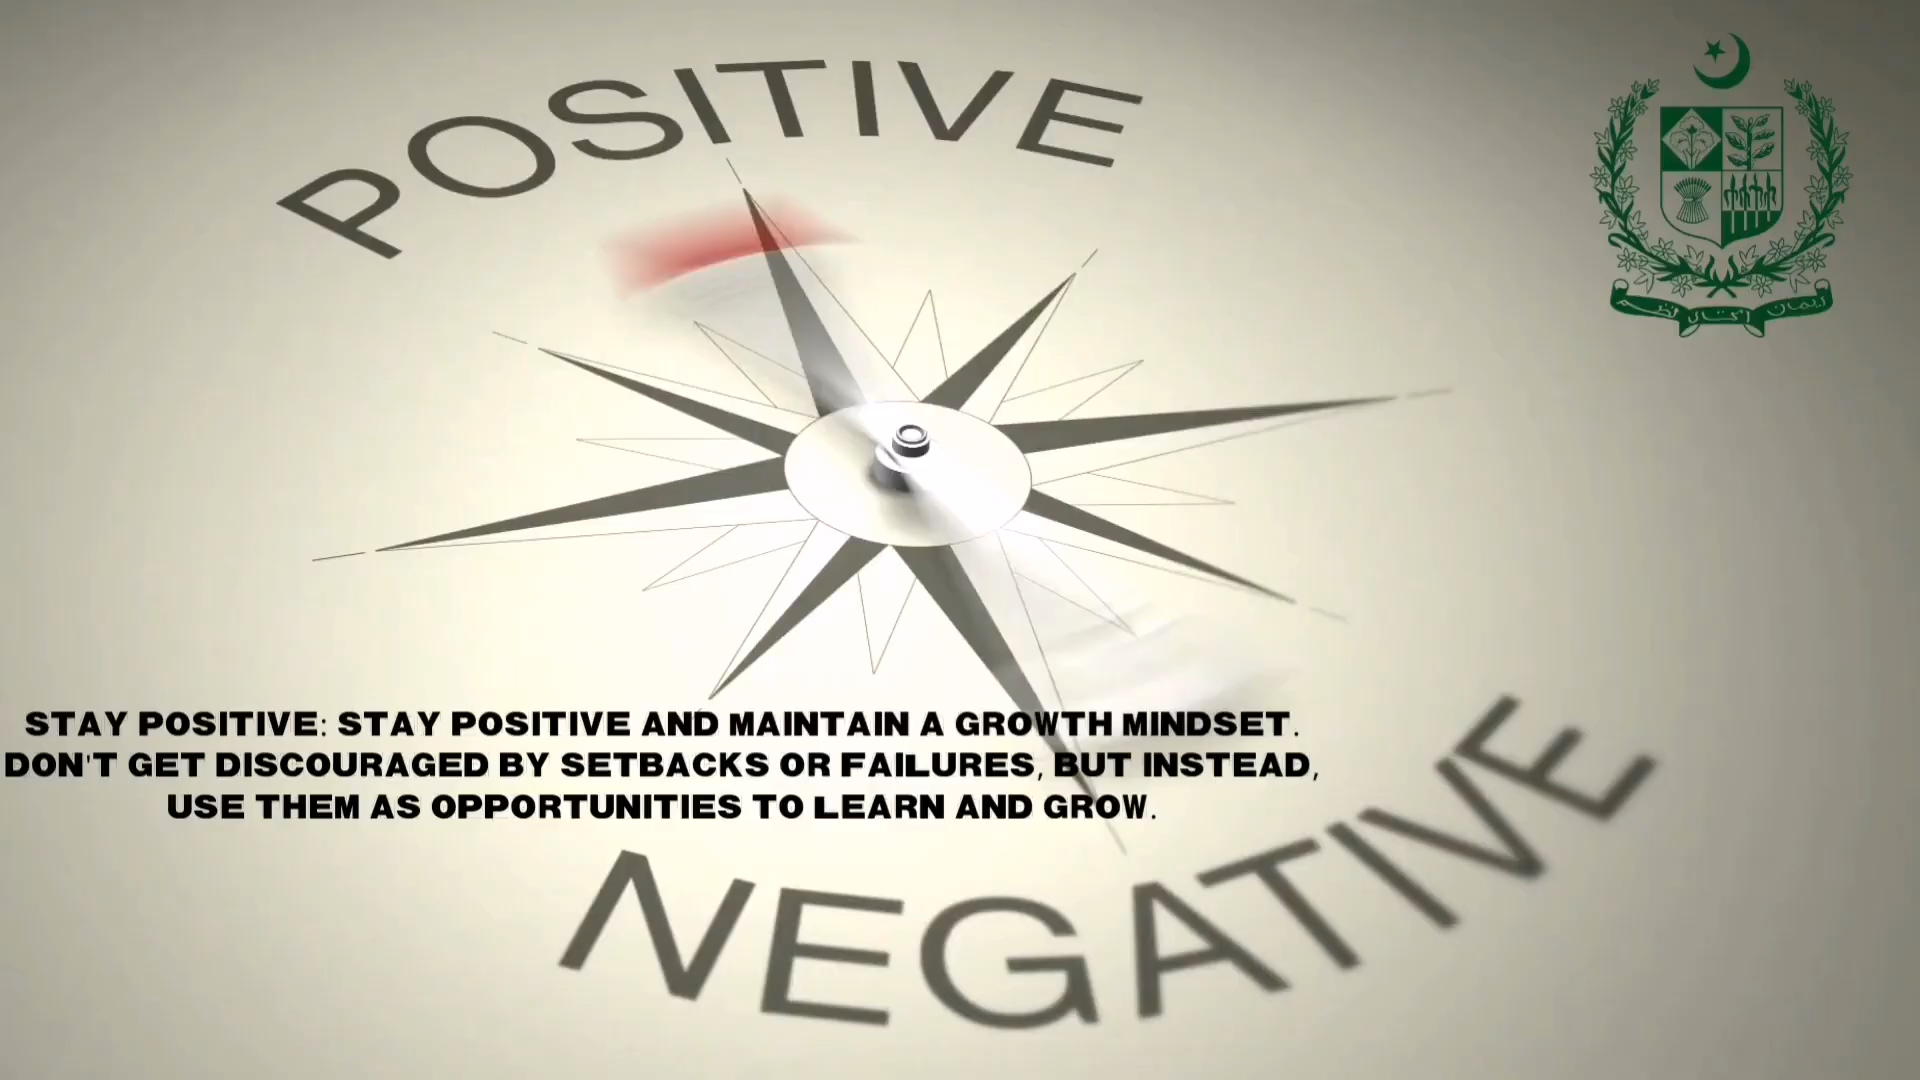 POSITIVE
STAY POSITIVE: STAY POSITIVE AND MAINTAIN A GROWTH MINDSET.
DON'T GET DISCOURAGED BY SETBACKS OR FAILURES, BUT INSTEAD,
USE THEM AS OPPORTUNITIES TO LEARN AND GROW.
NEGATIVE